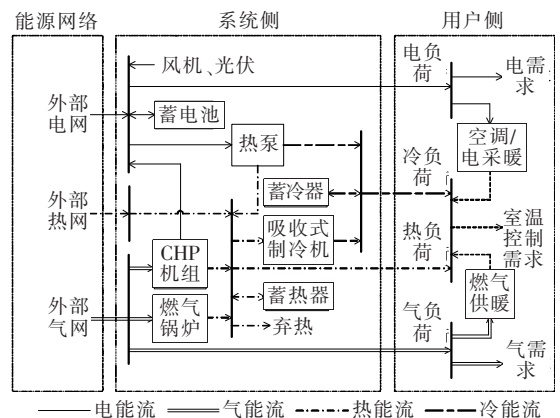 能源网络
系统侧
用户侧
风机、光伏
电负荷
电需求
外部电网
蓄电池
热泵
空调/电采暖
冷负荷
蓄冷器
外部热网
吸收式制冷机
室温控制需求
热负荷
CHP机组
蓄热器
燃气供暖
外部气网
燃气锅炉
弃热
气负荷
气需求
电能流
气能流
热能流
冷能流